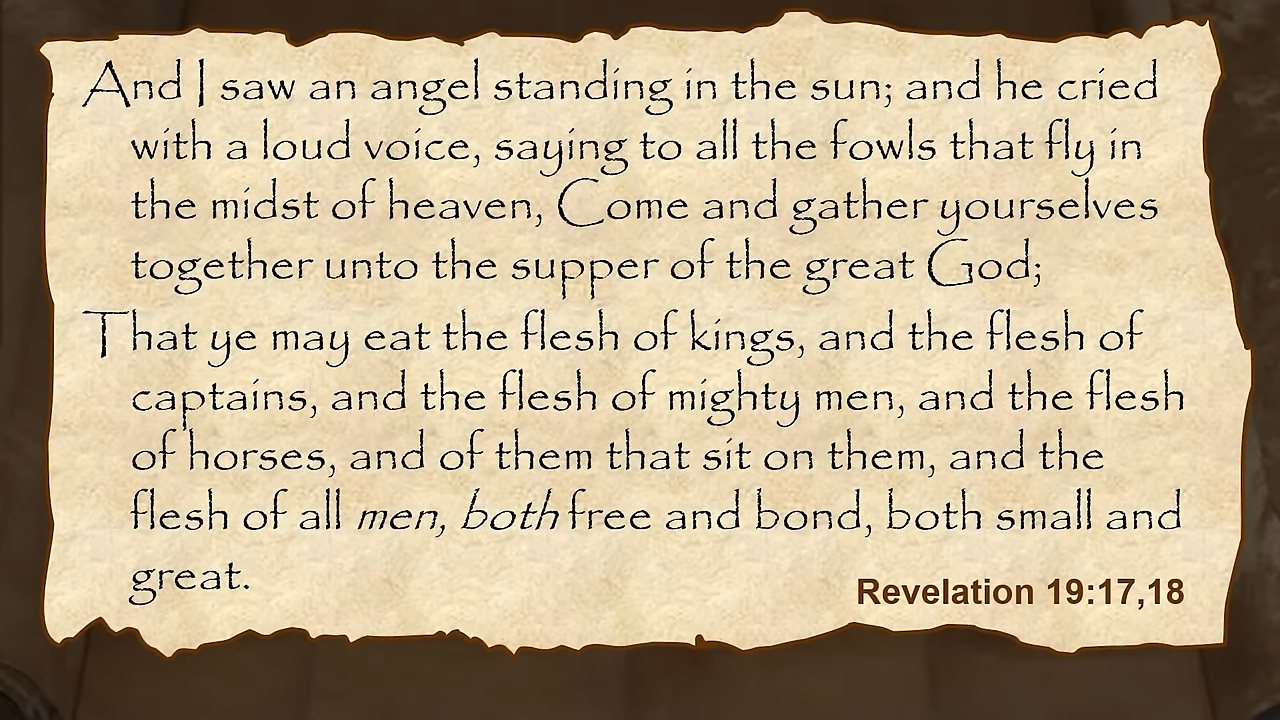 And I saw an angel standing in the sun; and he cried
with a loud voice, saying to all the fowls that fly in
the midst of heaven, Come and gather yourselves
together unto the supper of the great God;
That ye may eat the flesh of kings, and the flesh of
captains, and the flesh of mighty men, and the flesh
of horses, and of them that sit on them, and the
flesh of all men, both free and bond, both small and
great.
Revelation 19:17,18